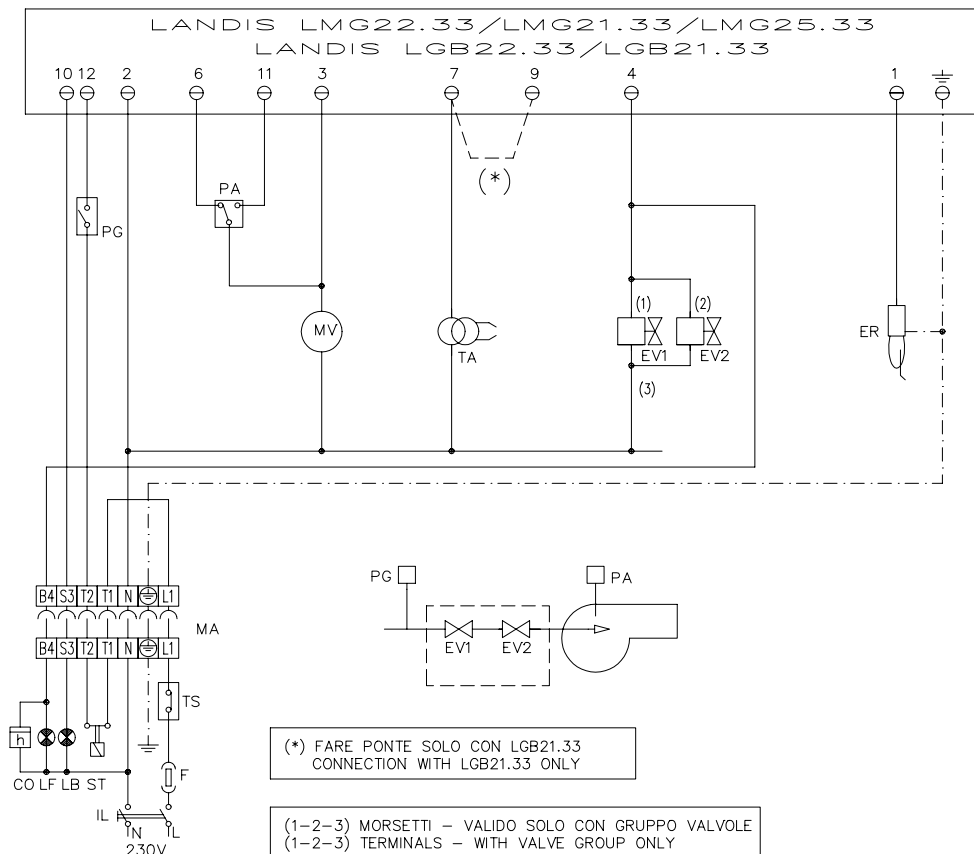 LANDIS LMG22.33/LMG21.33/LMG25.33
LANDIS LGB22.33/LGB21.33
10 12 2 6 11 3 7 9 4 1
(*)
PA
PG
(1) (2)
MV
TA
EV1 EV2
ER
(3)
B4 S3 T2 T1 N L1
MA
B4 S3 T2 T1 N L1
PG PA
EV1 EV2
TS
h
CO LF LB ST
F
IL
N L
230V
(*) FARE PONTE SOLO CON LGB21.33
CONNECTION WITH LGB21.33 ONLY
(1-2-3) MORSETTI - VALIDO SOLO CON GRUPPO VALVOLE
(1-2-3) TERMINALS - WITH VALVE GROUP ONLY